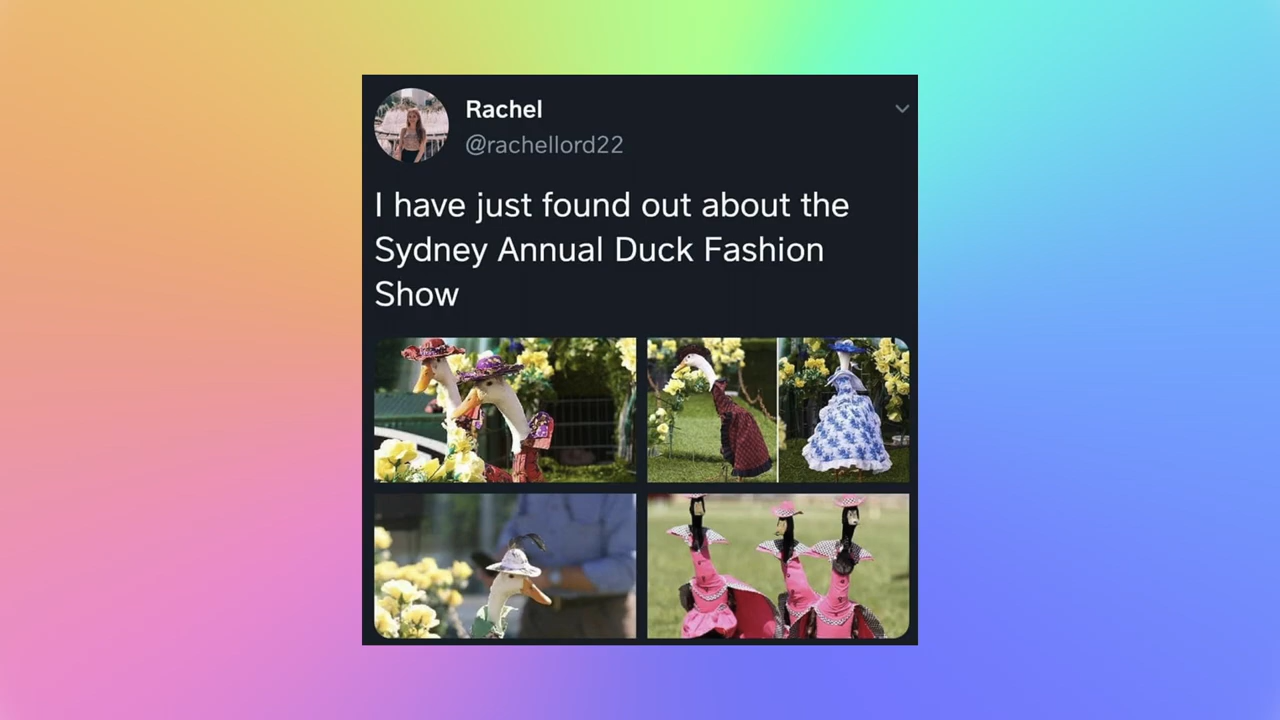 Rachel
@rachellord22
I have just found out about the
Sydney Annual Duck Fashion
Show